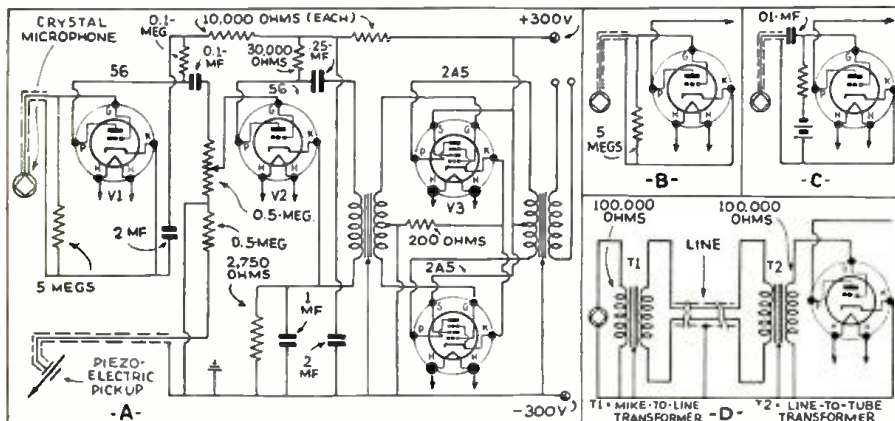 CRYSTAL
MICROPHONE
0.1-
MEG.
10,000 OHMS (EACH)
0.1-
MF
30,000
OHMS
.25-
MF
+300V
56
56
2A5
G
P
K
H H
V1
G
P
K
H H
V2
S
G
P
K
H H
V3
0.5-MEG.
2 MF
0.5-MEG
2,750
OHMS
200 OHMS
2A5
5 MEGS
1
MF
2
MF
S
G
P
K
H H
PIEZO-
ELECTRIC
PICKUP
-A-
-300V
G
P
K
H H
5
MEGS
-B-
.01-MF
G
P
K
H H
-C-
100,000
OHMS
100,000
OHMS
LINE
T1
T2
G
T1= MIKE-TO-LINE
TRANSFORMER
-D-
T2= LINE-TO-TUBE
TRANSFORMER